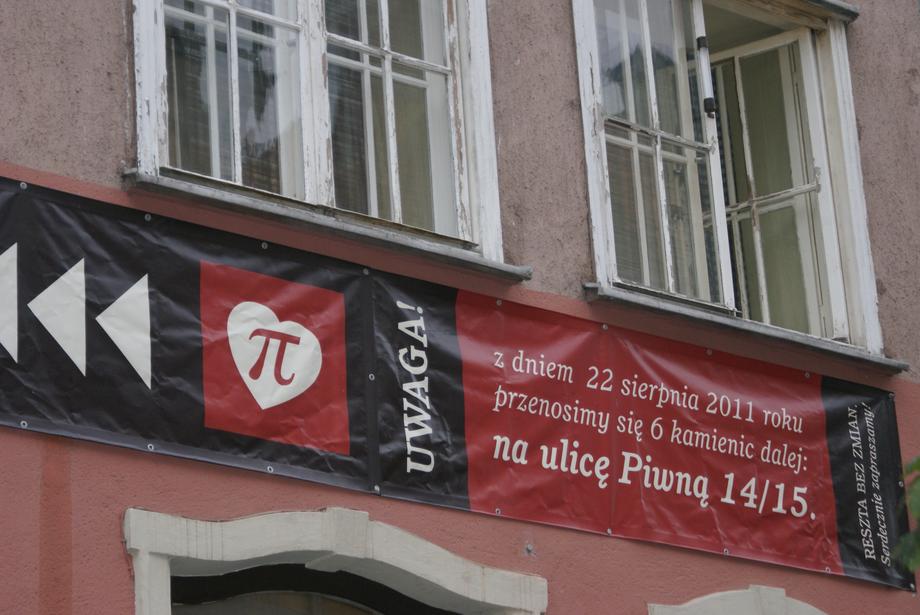 π
UWAGA!
z dniem 22 sierpnia 2011 roku
przenosimy się 6 kamienic dalej:
na ulicę Piwną 14/15.
RESZTA BEZ ZMIAN.
Serdecznie zapraszamy!